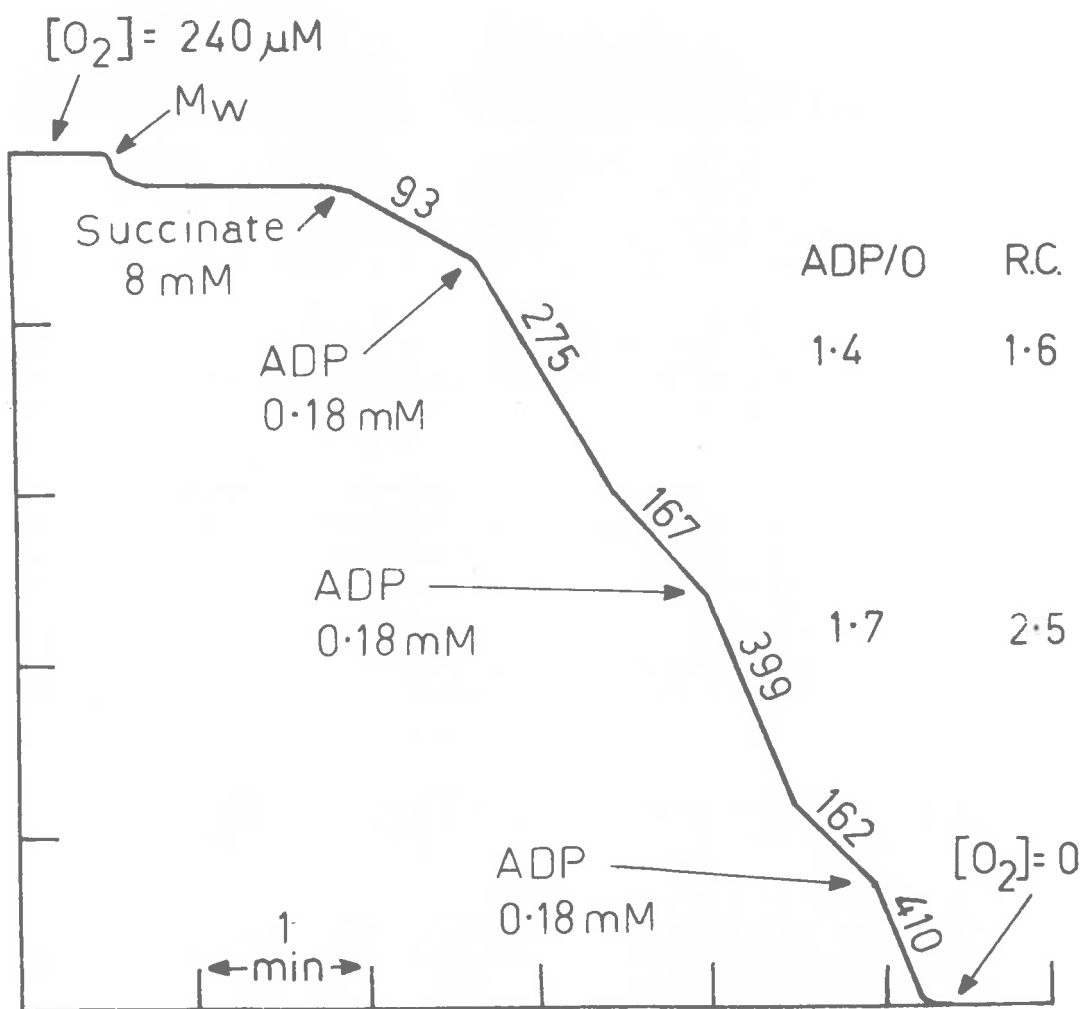 [O₂] = 240 μM
Mw
93
Succinate
8 mM
ADP/O R.C.
275
1·4 1·6
ADP
0·18 mM
167
ADP
0·18 mM
1·7 2·5
399
162
ADP
0·18 mM
[O₂] = 0
410
1
min